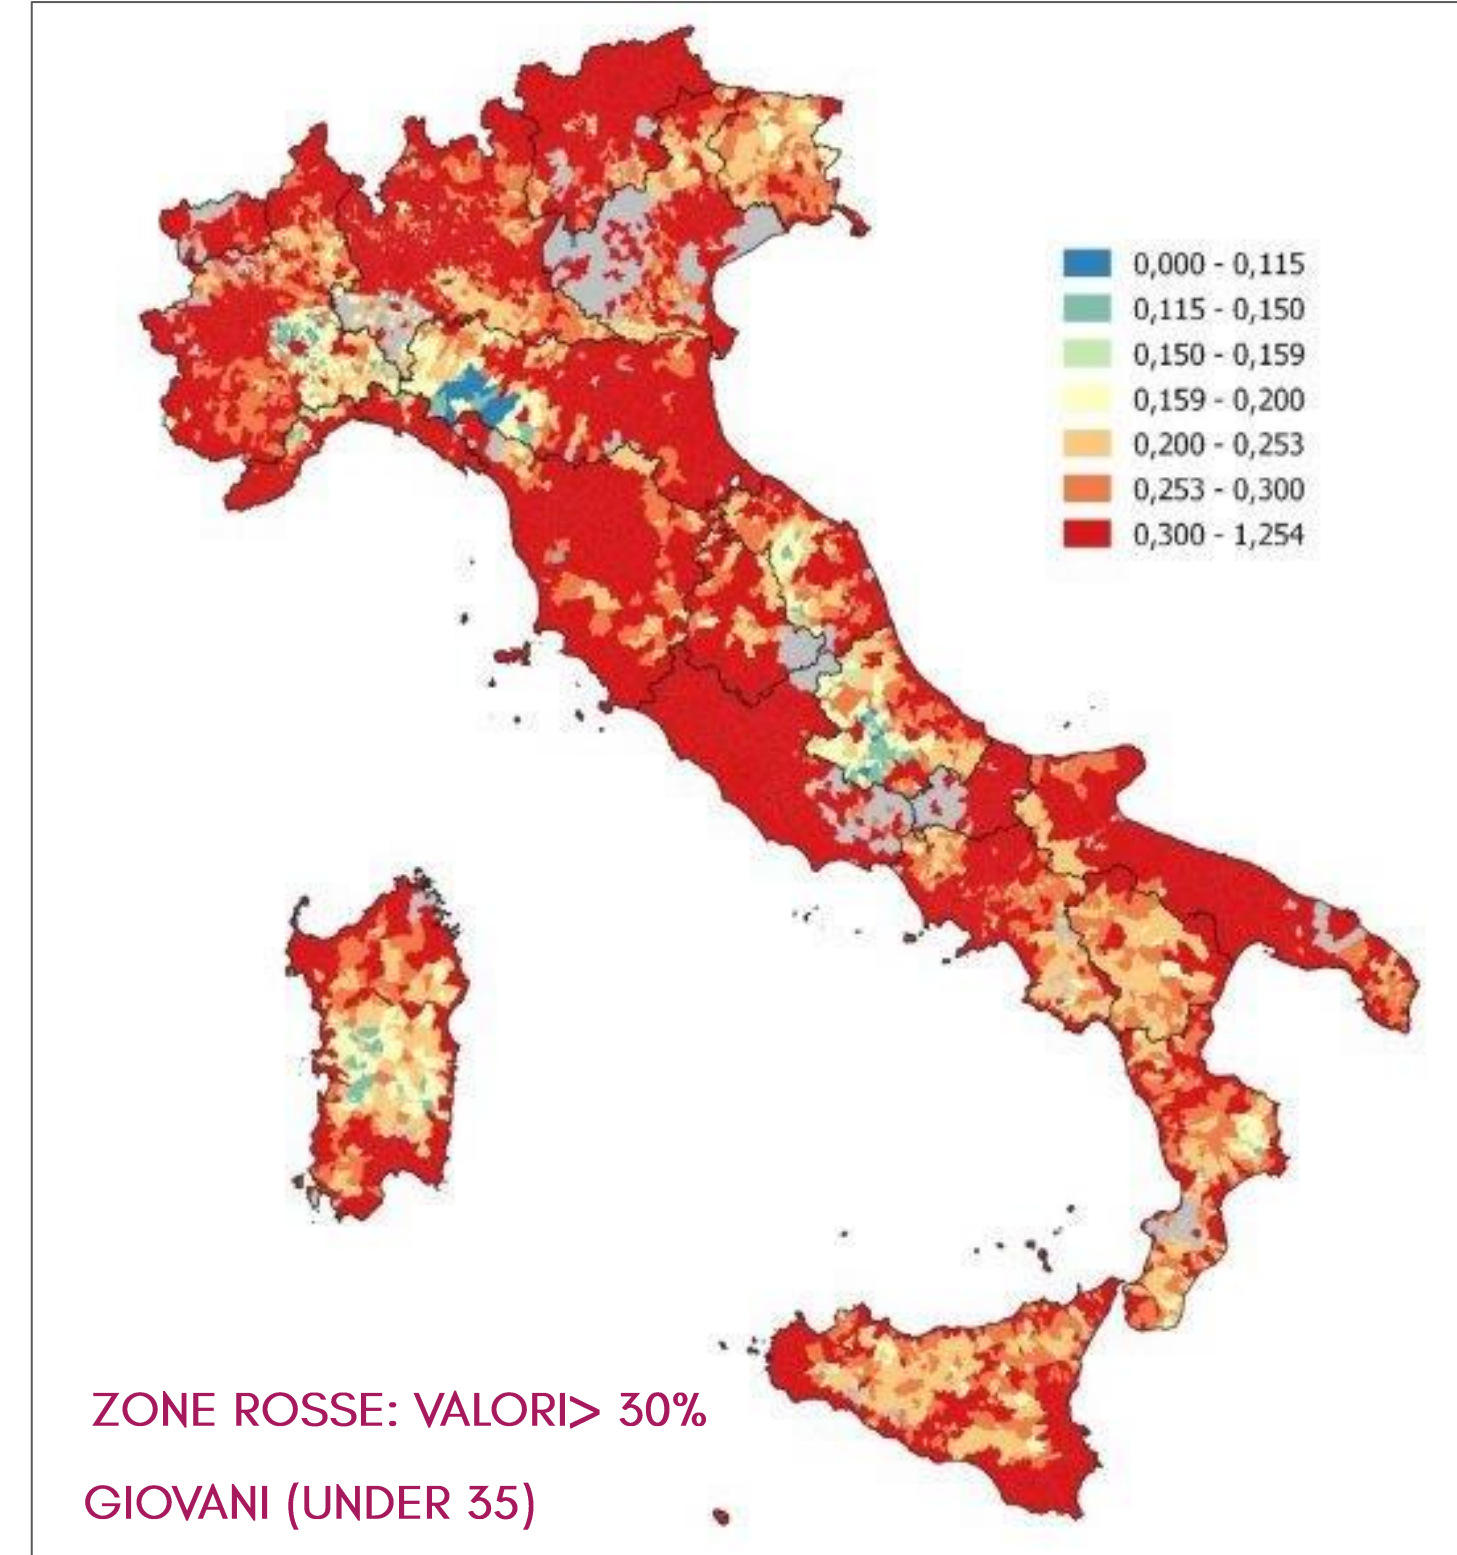 0,000 - 0,115
0,115 - 0,150
0,150 - 0,159
0,159 - 0,200
0,200 - 0,253
0,253 - 0,300
0,300 - 1,254
ZONE ROSSE: VALORI> 30%
GIOVANI (UNDER 35)